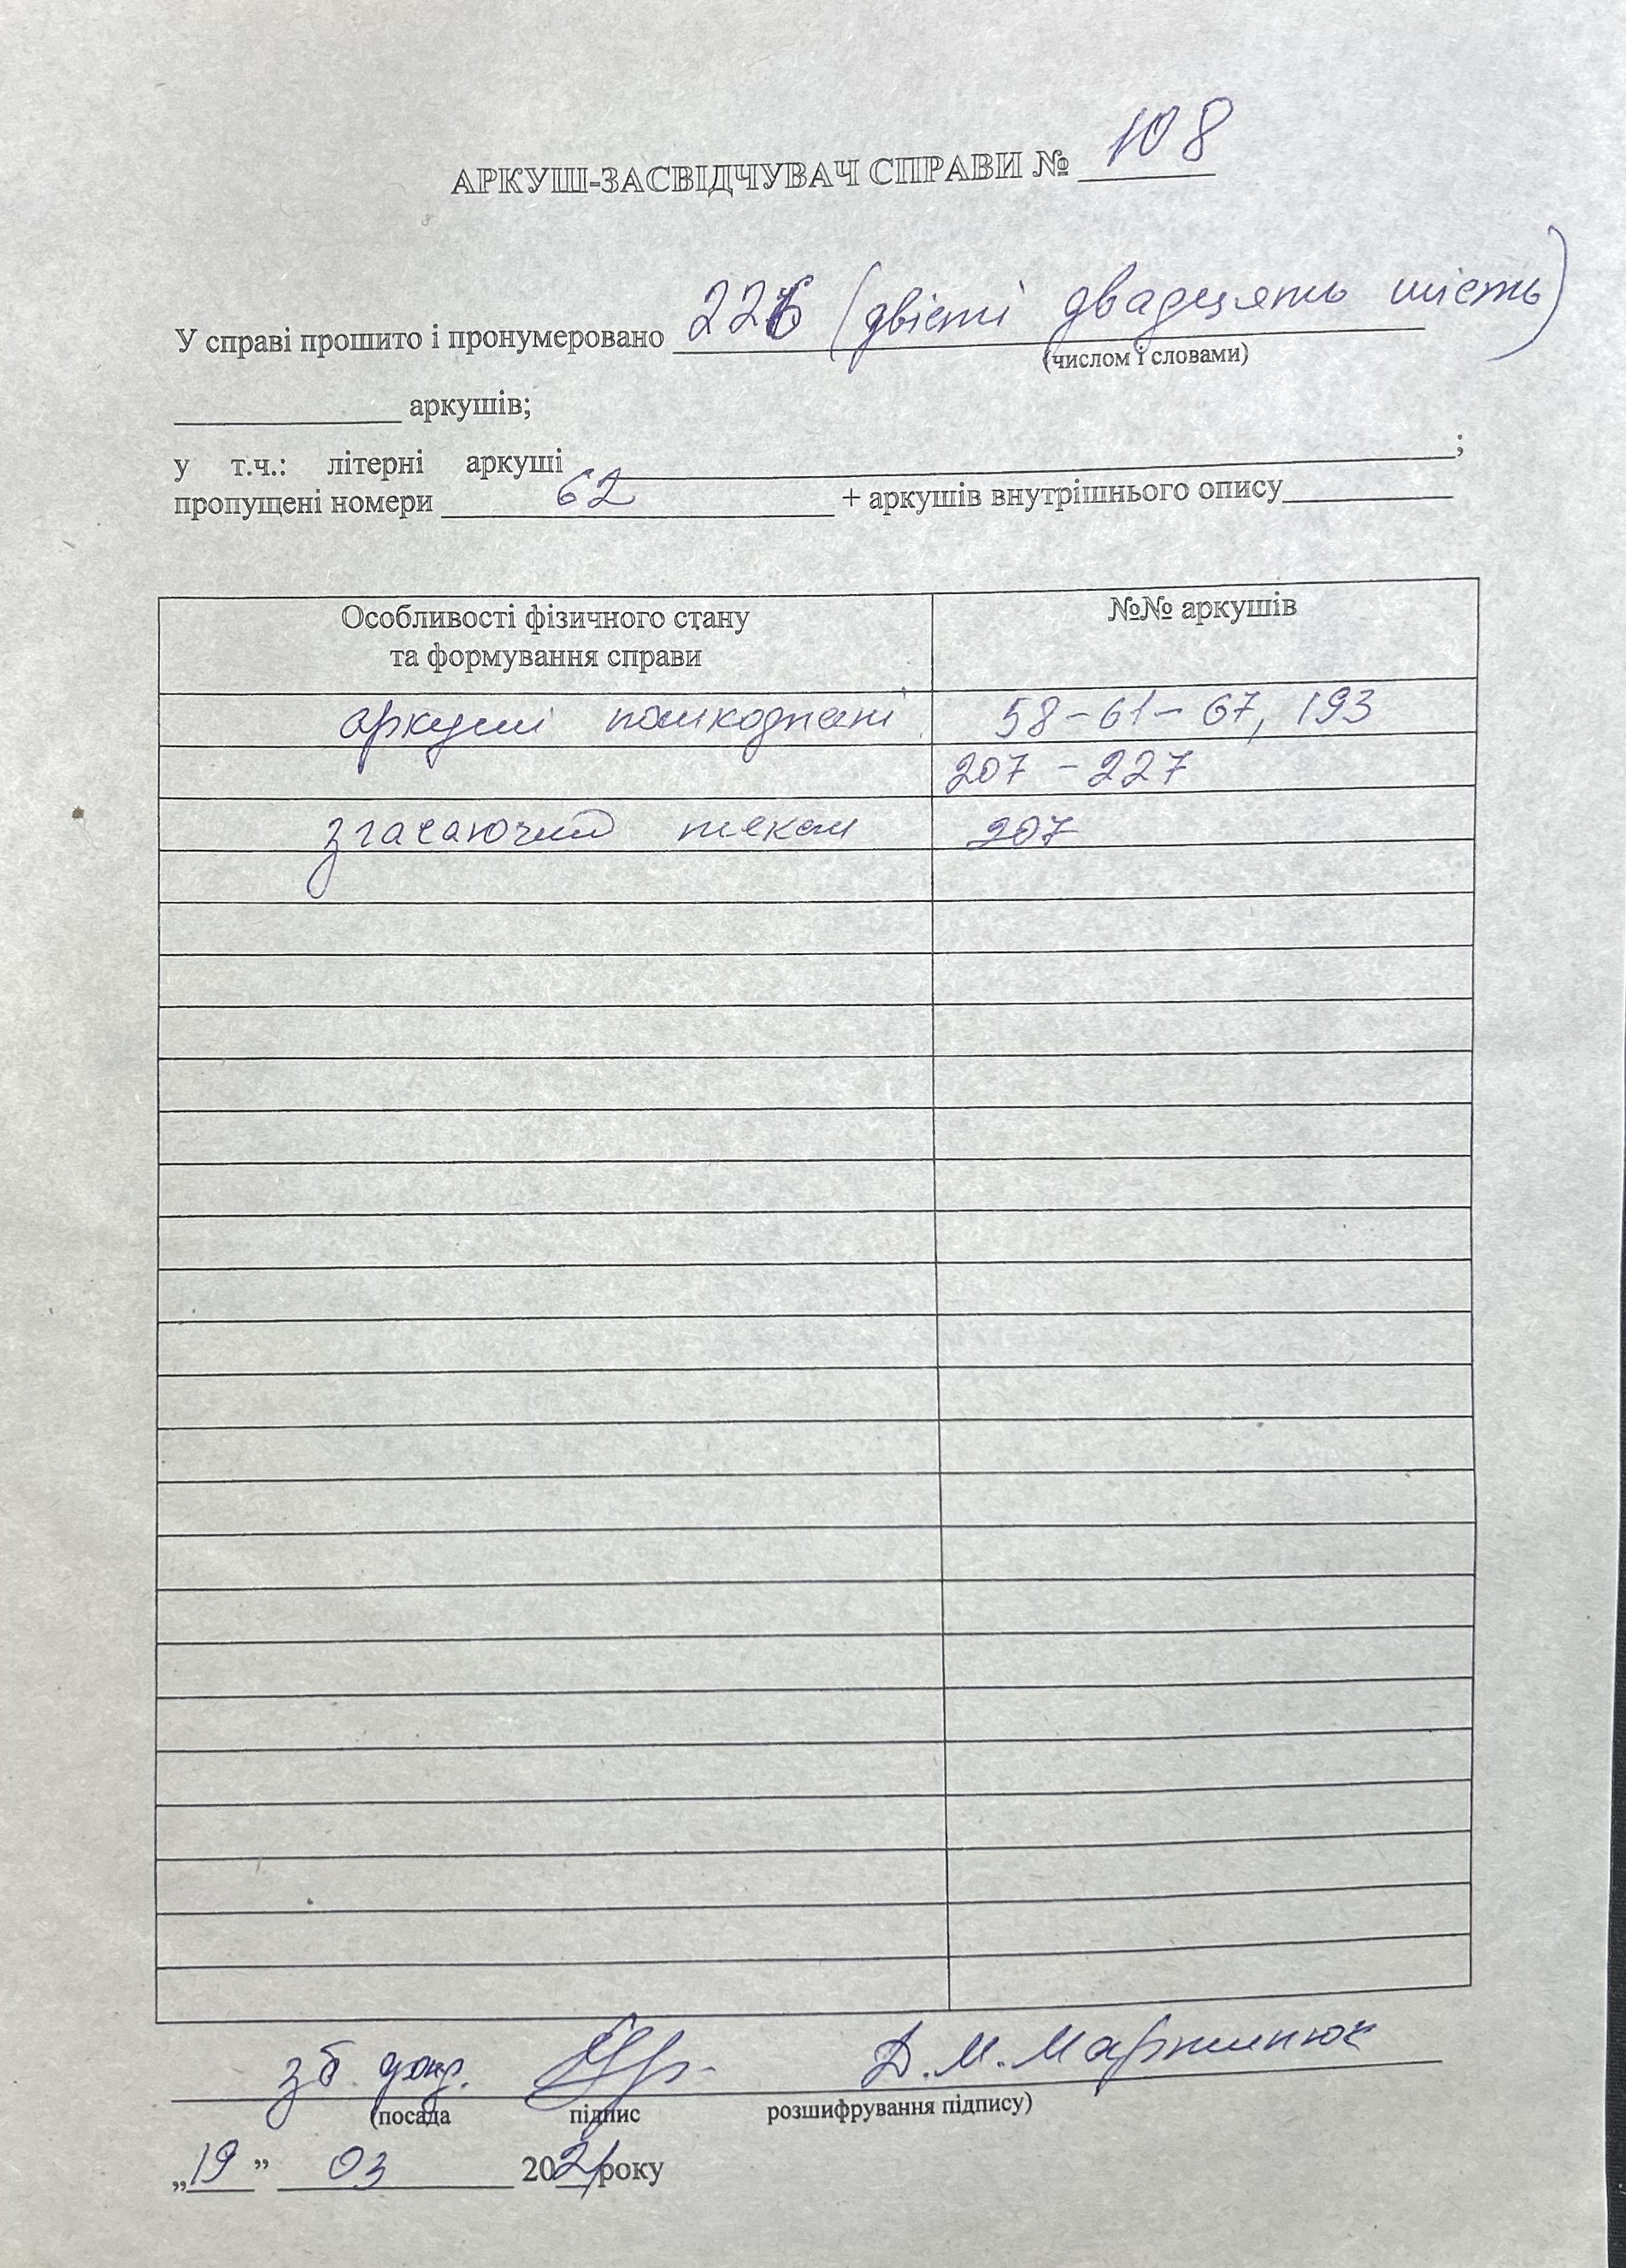 АРКУШ-ЗАСВІДЧУВАЧ СПРАВИ № 108
У справі прошито і пронумеровано 226 (двісті двадцять шість)
(числом і словами)
аркушів;
у т.ч.: літерні аркуші ;
пропущені номери 62 + аркушів внутрішнього опису
Особливості фізичного стану та формування справи №№ аркушів
аркуші пошкоджені 58-61-67, 193
207 - 227
згасаючий текст 207
зб. фонд. Д.М. Мартинюк
(посада підпис розшифрування підпису)
„19” 03 2021 року